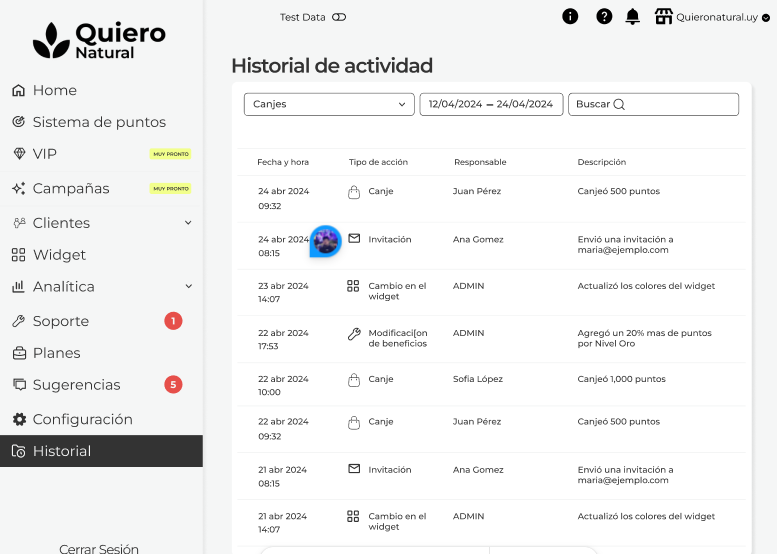 Test Data
Quieronatural.uy
Quiero
Natural
Home
Sistema de puntos
VIP
MUY PRONTO
Campañas
MUY PRONTO
Clientes
Widget
Analítica
Soporte
1
Planes
Sugerencias
5
Configuración
Historial
Cerrar Sesión
Historial de actividad
Canjes
12/04/2024 — 24/04/2024
Buscar
Fecha y hora Tipo de acción Responsable Descripción
24 abr 2024
09:32
Canje
Juan Pérez
Canjeó 500 puntos
24 abr 2024
08:15
Invitación
Ana Gomez
Envió una invitación a
maria@ejemplo.com
23 abr 2024
14:07
Cambio en el
widget
ADMIN
Actualizó los colores del widget
22 abr 2024
17:53
Modificaci[on
de beneficios
ADMIN
Agregó un 20% mas de puntos
por Nivel Oro
22 abr 2024
10:00
Canje
Sofia López
Canjeó 1,000 puntos
22 abr 2024
09:32
Canje
Juan Pérez
Canjeó 500 puntos
21 abr 2024
08:15
Invitación
Ana Gomez
Envió una invitación a
maria@ejemplo.com
21 abr 2024
14:07
Cambio en el
widget
ADMIN
Actualizó los colores del widget